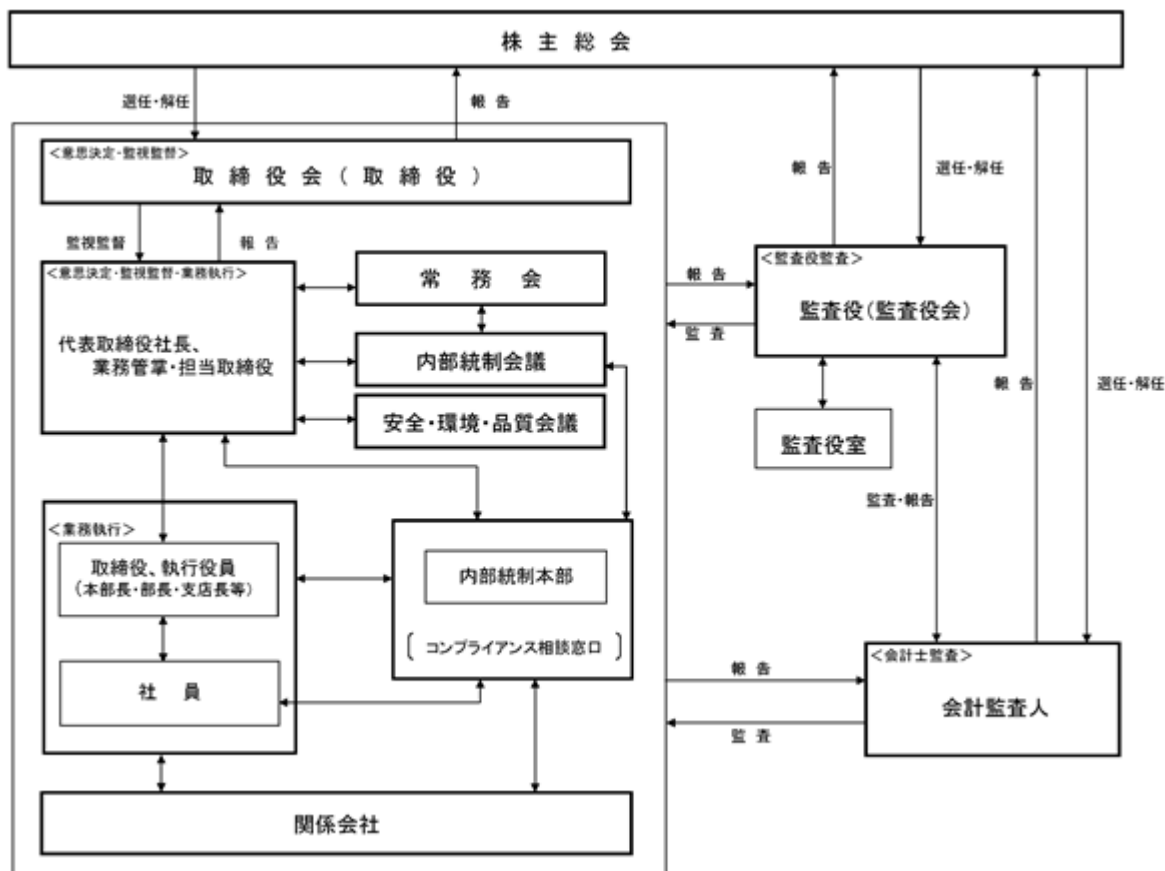 株主総会
選任・解任
報告
<意思決定・監視監督>
取締役会(取締役)
報告
選任・解任
監視監督
報告
<意思決定・監視監督・業務執行>
代表取締役社長、
業務管掌・担当取締役
常務会
内部統制会議
安全・環境・品質会議
報告
監査
<監査役監査>
監査役(監査役会)
監査役室
報告
選任・解任
監査・報告
<業務執行>
取締役、執行役員
(本部長・部長・支店長等)
社員
内部統制本部
〔コンプライアンス相談窓口〕
報告
監査
<会計士監査>
会計監査人
関係会社